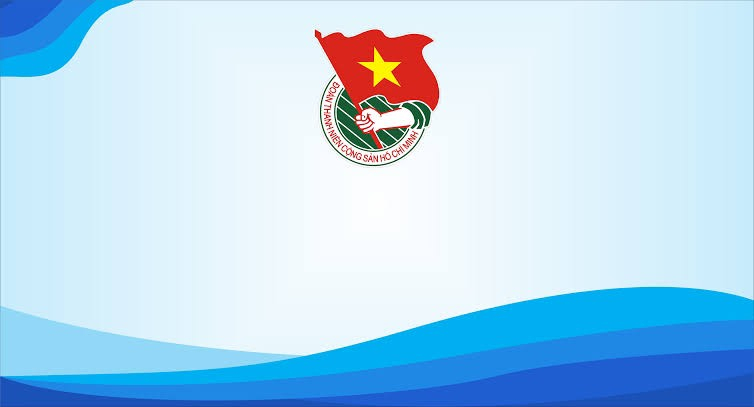 ĐOÀN THANH NIÊN CỘNG SẢN HỒ CHÍ MINH